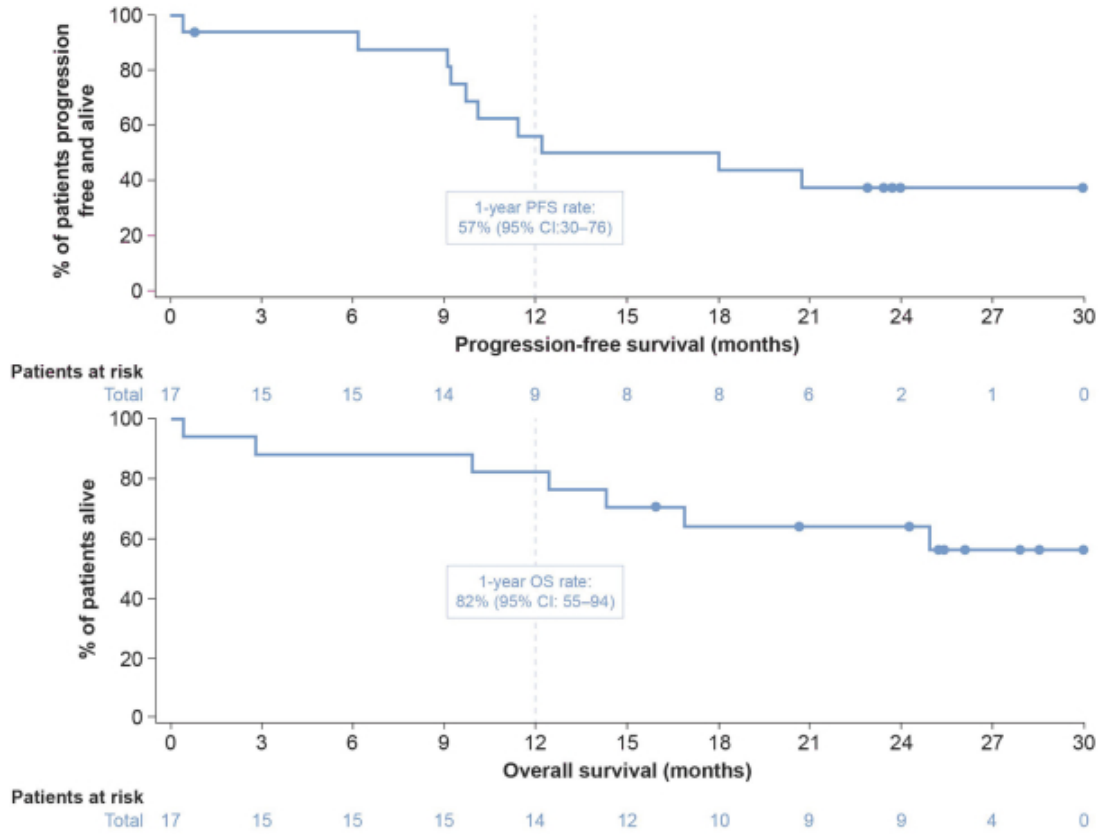 % of patients progression
free and alive
100
80
60
40
20
0
1-year PFS rate:
57% (95% CI:30–76)
0 3 6 9 12 15 18 21 24 27 30
Progression-free survival (months)
Patients at risk
Total 17 15 15 14 9 8 8 6 2 1 0
% of patients alive
100
80
60
40
20
0
1-year OS rate:
82% (95% CI: 55–94)
0 3 6 9 12 15 18 21 24 27 30
Overall survival (months)
Patients at risk
Total 17 15 15 15 14 12 10 9 9 4 0